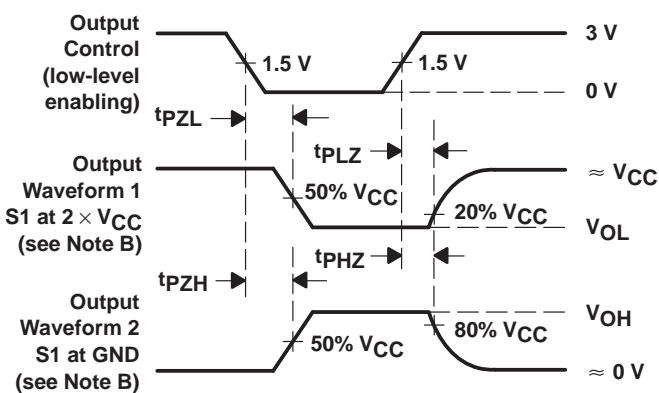 Output
Control
(low-level
enabling)
1.5 V
1.5 V
3 V
0 V
tPZL
tPLZ
Output
Waveform 1
S1 at 2 × VCC
(see Note B)
50% VCC
20% VCC
≈ VCC
VOL
tPZH
tPHZ
Output
Waveform 2
S1 at GND
(see Note B)
50% VCC
80% VCC
VOH
≈ 0 V